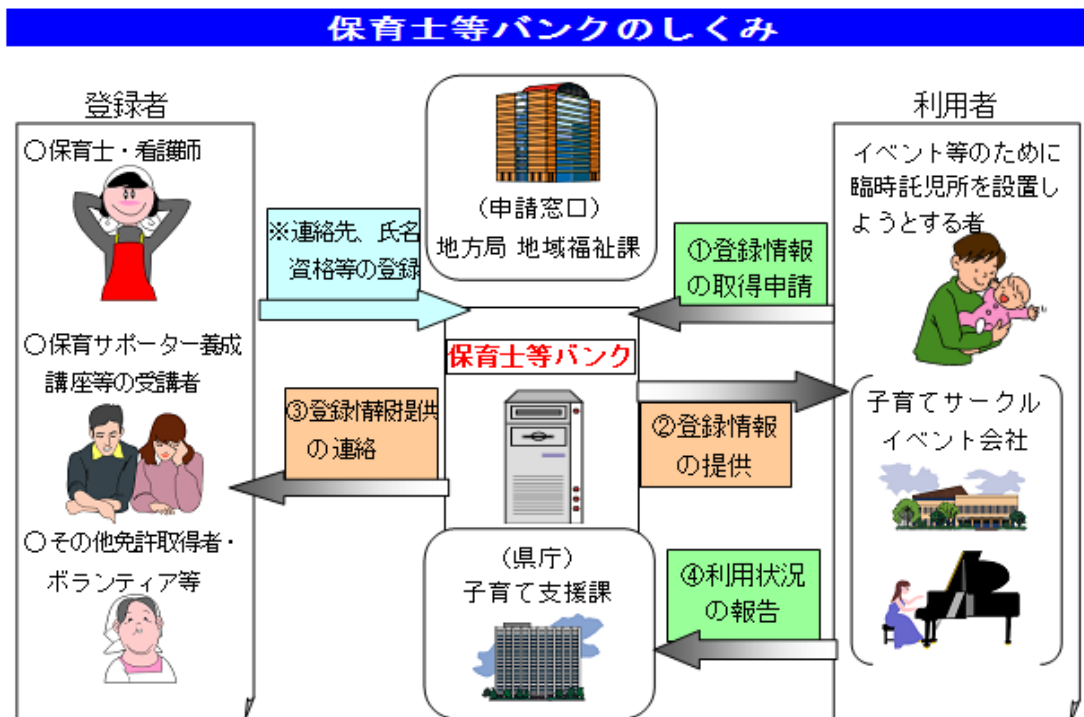 保育士等バンクのしくみ
登録者
○保育士・看護師
○保育サポーター養成
講座等の受講者
○その他免許取得者・
ボランティア等
※連絡先、氏名
資格等の登録
③登録情報提供
の連絡
(申請窓口)
地方局 地域福祉課
保育士等バンク
(県庁)
子育て支援課
①登録情報
の取得申請
②登録情報
の提供
④利用状況
の報告
利用者
イベント等のために
臨時託児所を設置し
ようとする者
子育てサークル
イベント会社